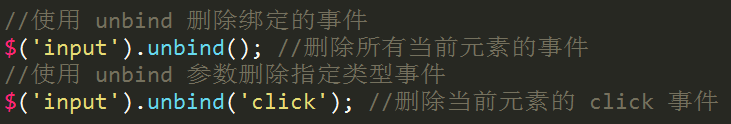 //使用 unbind 删除绑定的事件
$('input').unbind(); //删除所有当前元素的事件
//使用 unbind 参数删除指定类型事件
$('input').unbind('click'); //删除当前元素的 click 事件